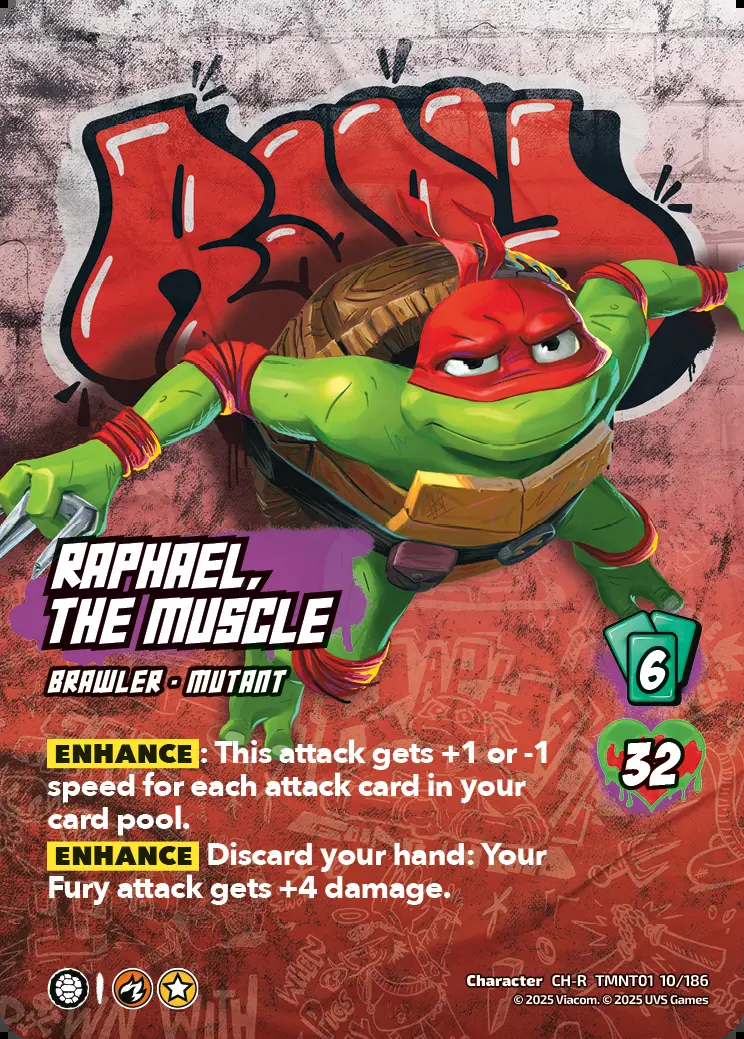 RAPH
RAPHAEL,
THE MUSCLE
BRAWLER · MUTANT
6
32
ENHANCE : This attack gets +1 or -1
speed for each attack card in your
card pool.
ENHANCE Discard your hand: Your
Fury attack gets +4 damage.
Character CH-R TMNT01 10/186
© 2025 Viacom. © 2025 UVS Games